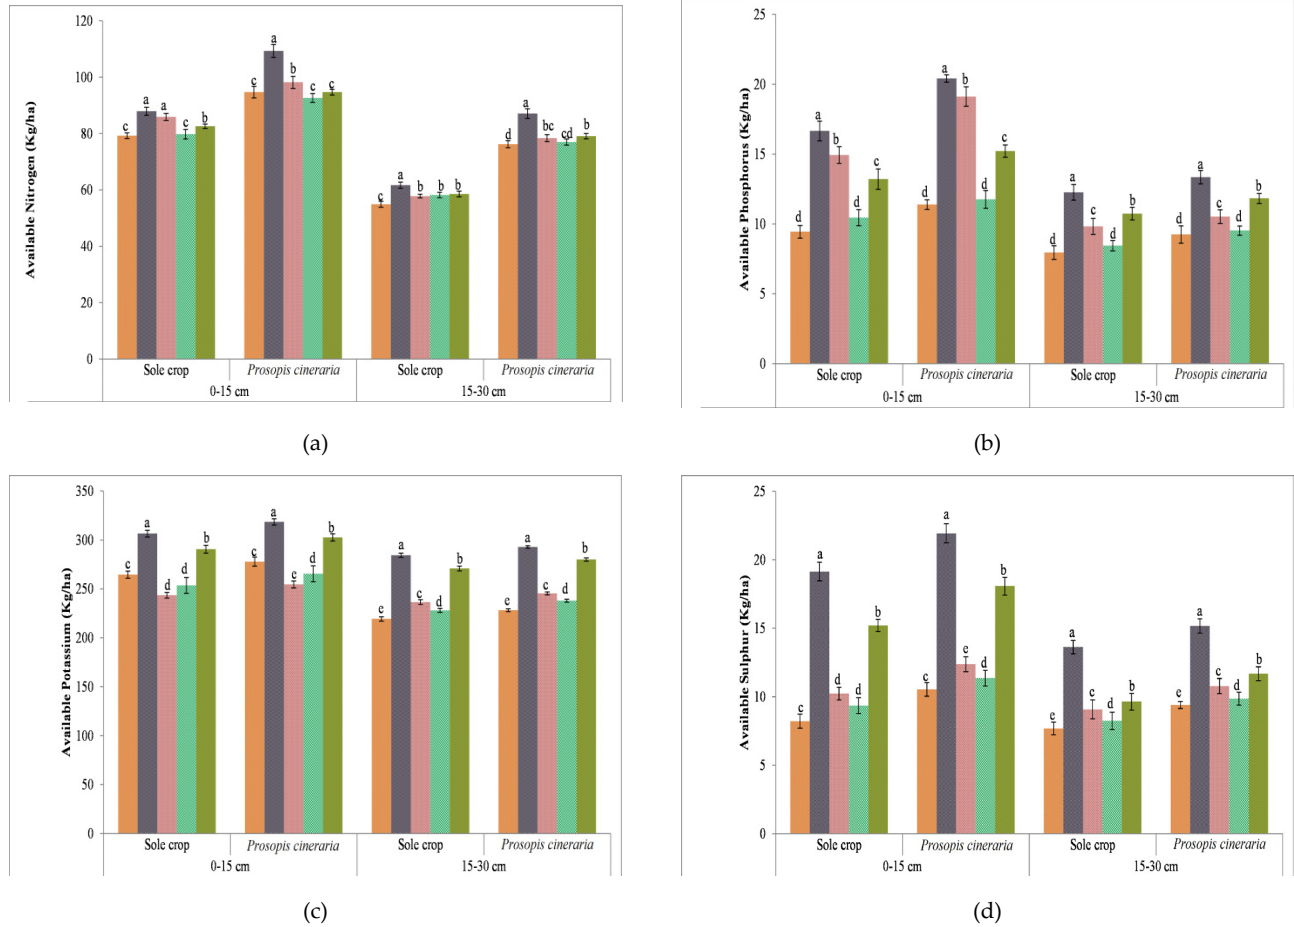 Available Nitrogen (Kg/ha)
120
100
80
60
40
20
0
c a a c b
c a b c c
c a b b b
d a bc cd b
Sole crop Prosopis cineraria Sole crop Prosopis cineraria
0-15 cm 15-30 cm
(a)
Available Phosphorus (Kg/ha)
25
20
15
10
5
0
d a b d c
d a b d c
d a c d b
d a c d b
Sole crop Prosopis cineraria Sole crop Prosopis cineraria
0-15 cm 15-30 cm
(b)
Available Potassium (Kg/ha)
350
300
250
200
150
100
50
0
c a d d b
c a e d b
e a c d b
e a c d b
Sole crop Prosopis cineraria Sole crop Prosopis cineraria
0-15 cm 15-30 cm
(c)
Available Sulphur (Kg/ha)
25
20
15
10
5
0
c a d d b
c a e d b
e a c d b
e a c d b
Sole crop Prosopis cineraria Sole crop Prosopis cineraria
0-15 cm 15-30 cm
(d)